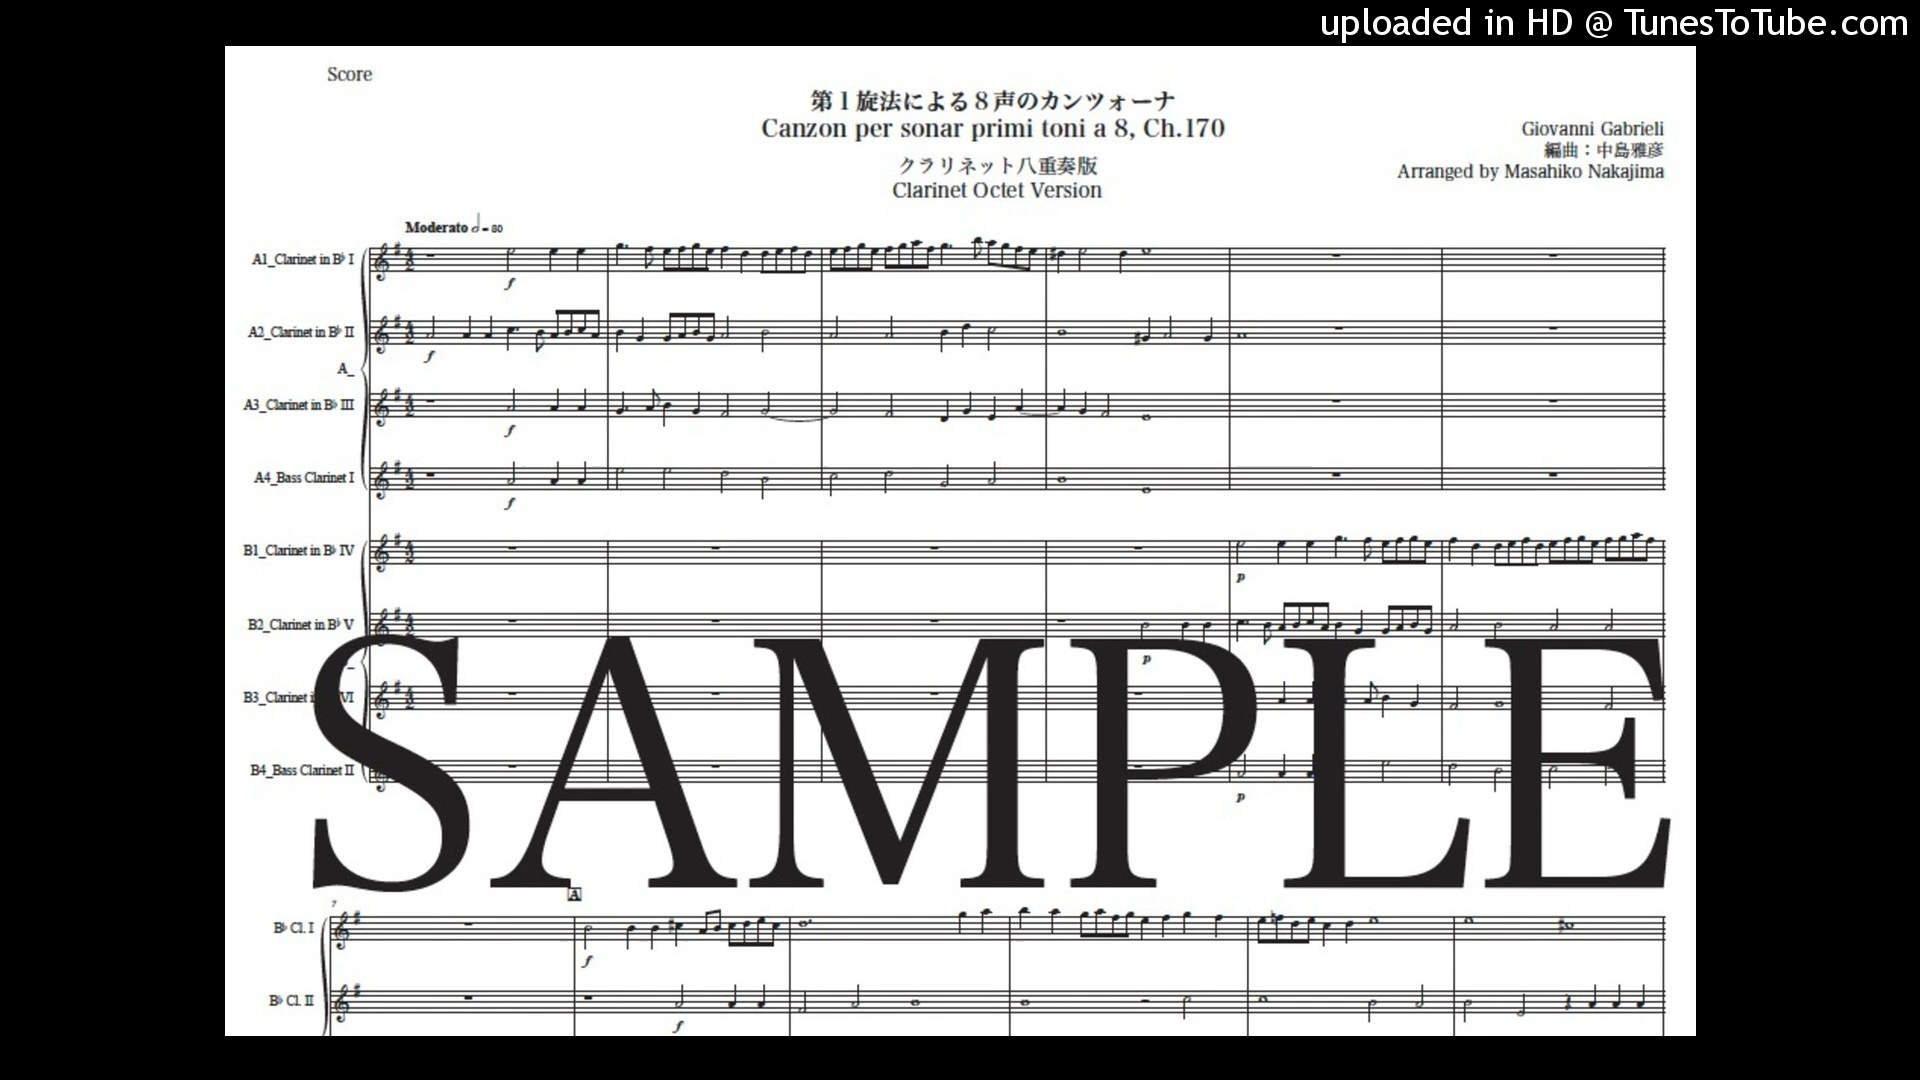 uploaded in HD @ TunesToTube.com
Score
第1旋法による8声のカンツォーナ
Canzon per sonar primi toni a 8, Ch.170
Giovanni Gabrieli
編曲：中島雅彦
クラリネット八重奏版
Arranged by Masahiko Nakajima
Clarinet Octet Version
Moderato = 80
A1_Clarinet in B♭ I
f
A2_Clarinet in B♭ II
f
A_
A3_Clarinet in B♭ III
f
A4_Bass Clarinet I
f
B1_Clarinet in B♭ IV
p
B2_Clarinet in B♭ V
p
B3_Clarinet i VI
B4_Bass Clarinet II
p
SAMPLE
A
7
B♭ Cl. I
f
B♭ Cl. II
f